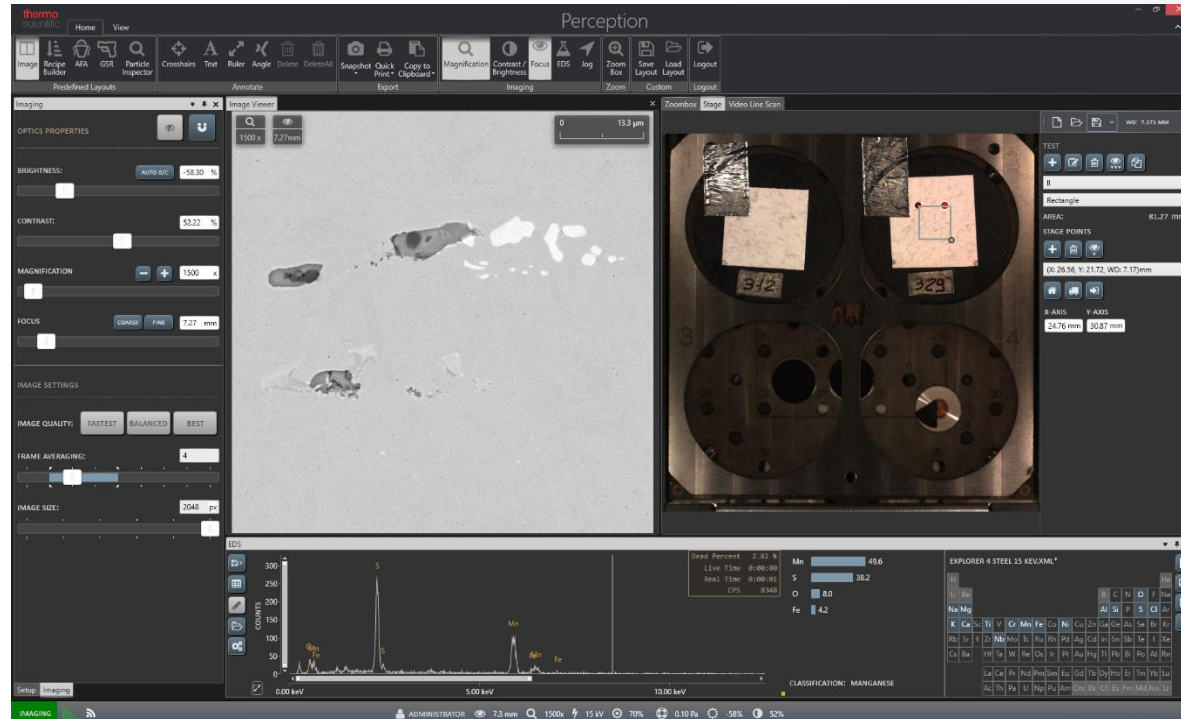 thermo
scientific
Home View
Perception
Image
Recipe Builder
AFA
GSR
Particle Inspector
Predefined Layouts
Crosshairs
Text
Ruler
Angle
Delete
DeleteAll
Annotate
Snapshot
Quick Print
Copy to Clipboard
Export
Magnification
Contrast / Brightness
Focus
EDS
Jog
Imaging
Zoom Box
Zoom
Save Layout
Load Layout
Custom
Logout
Logout
Imaging
OPTICS PROPERTIES
BRIGHTNESS: AUTO B/C -58.30 %
CONTRAST: 52.22 %
MAGNIFICATION 1500 x
FOCUS COARSE FINE 7.27 mm
IMAGE SETTINGS
IMAGE QUALITY: FASTEST BALANCED BEST
FRAME AVERAGING: 4
IMAGE SIZE: 2048 px
Setup Imaging
Image Viewer
1500 x 7.27mm
0 13.3 µm
Zoombox Stage Video Line Scan
312
329
3
4
WD: 7.171 MM
TEST
II
Rectangle
AREA: 81.27 mm
STAGE POINTS
(X: 26.56, Y: 21.72, WD: 7.17)mm
X-AXIS Y-AXIS
24.76 mm 30.87 mm
EDS
COUNTS
300
250
200
150
100
50
0
S
S
Mn
Fe
Mn
Fe
0.00 keV 5.00 keV 10.00 keV
Dead Percent 2.82 %
Live Time 0:00:00
Real Time 0:00:01
CPS 8348
Mn 49.6
S 38.2
O 8.0
Fe 4.2
CLASSIFICATION: MANGANESE
EXPLORER 4 STEEL 15 KEV.XML*
H He
Li Be B C N O F Ne
Na Mg Al Si P S Cl Ar
K Ca Sc Ti V Cr Mn Fe Co Ni Cu Zn Ga Ge As Se Br Kr
Rb Sr Y Zr Nb Mo Tc Ru Rh Pd Ag Cd In Sn Sb Te I Xe
Cs Ba Hf Ta W Re Os Ir Pt Au Hg Tl Pb Bi Po At Rn
La Ce Pr Nd Pm Sm Eu Gd Tb Dy Ho Er Tm Yb Lu
Ac Th Pa U Np Pu Am Cm Bk Cf Es Fm Md No Lr
IMAGING
ADMINISTRATOR 7.3 mm 1500x 15 kV 70% 0.10 Pa -58% 52%